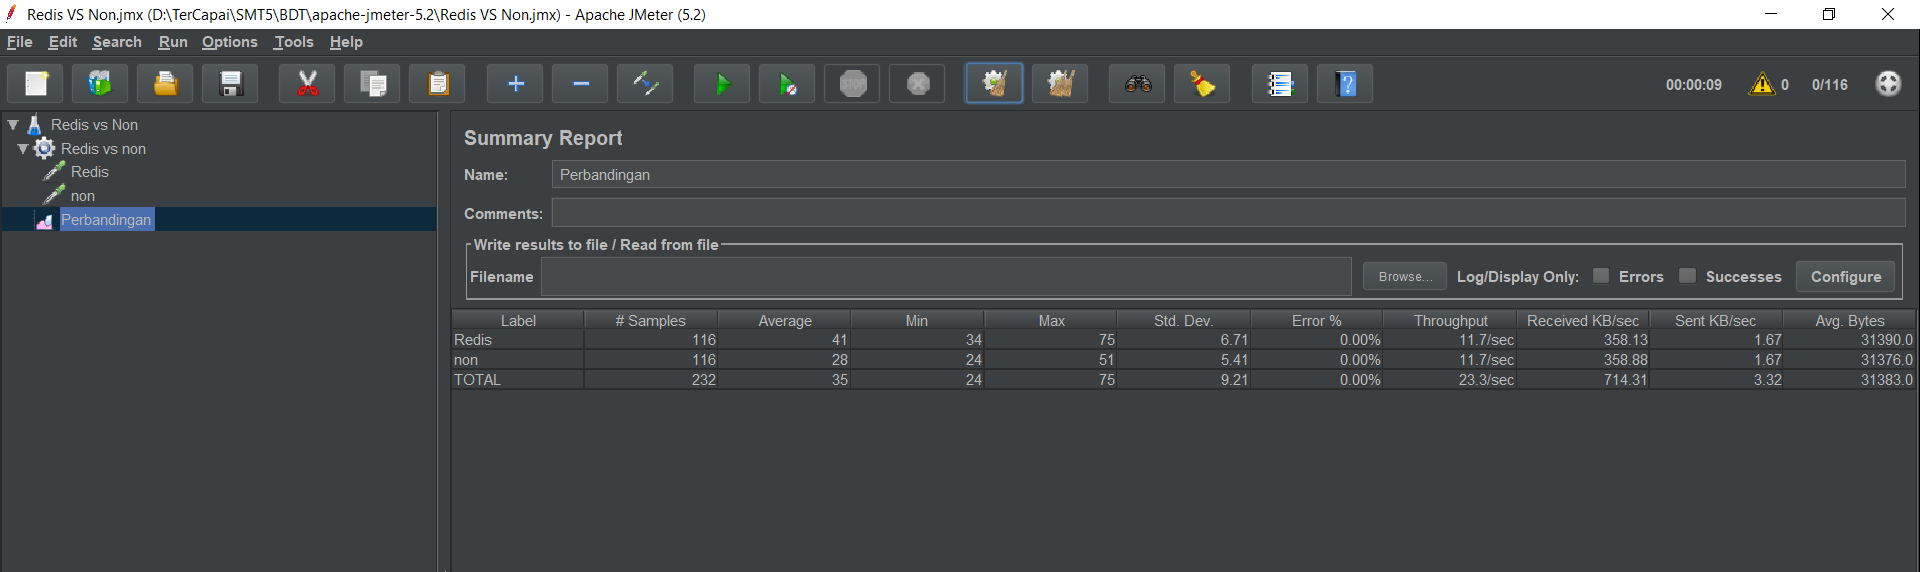 Redis VS Non.jmx (D:\TerCapai\SMT5\BDT\apache-jmeter-5.2\Redis VS Non.jmx) - Apache JMeter (5.2)
File Edit Search Run Options Tools Help
STOP
00:00:09 0 0/116
Redis vs Non
Redis vs non
Redis
non
Perbandingan
Summary Report
Name: Perbandingan
Comments:
Write results to file / Read from file
Filename Browse... Log/Display Only: Errors Successes Configure
Label # Samples Average Min Max Std. Dev. Error % Throughput Received KB/sec Sent KB/sec Avg. Bytes
Redis 116 41 34 75 6.71 0.00% 11.7/sec 358.13 1.67 31390.0
non 116 28 24 51 5.41 0.00% 11.7/sec 358.88 1.67 31376.0
TOTAL 232 35 24 75 9.21 0.00% 23.3/sec 714.31 3.32 31383.0